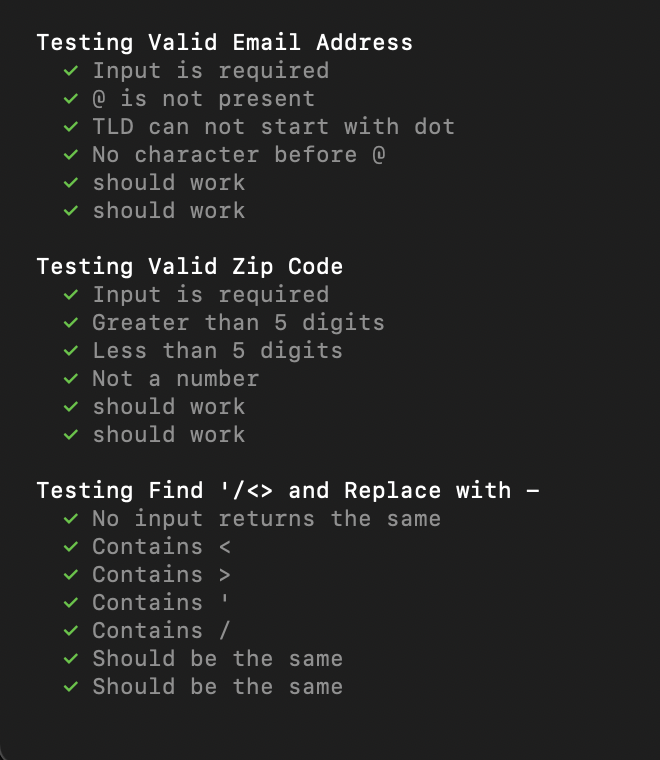 Testing Valid Email Address
✓ Input is required
✓ @ is not present
✓ TLD can not start with dot
✓ No character before @
✓ should work
✓ should work
Testing Valid Zip Code
✓ Input is required
✓ Greater than 5 digits
✓ Less than 5 digits
✓ Not a number
✓ should work
✓ should work
Testing Find '/<> and Replace with –
✓ No input returns the same
✓ Contains <
✓ Contains >
✓ Contains '
✓ Contains /
✓ Should be the same
✓ Should be the same